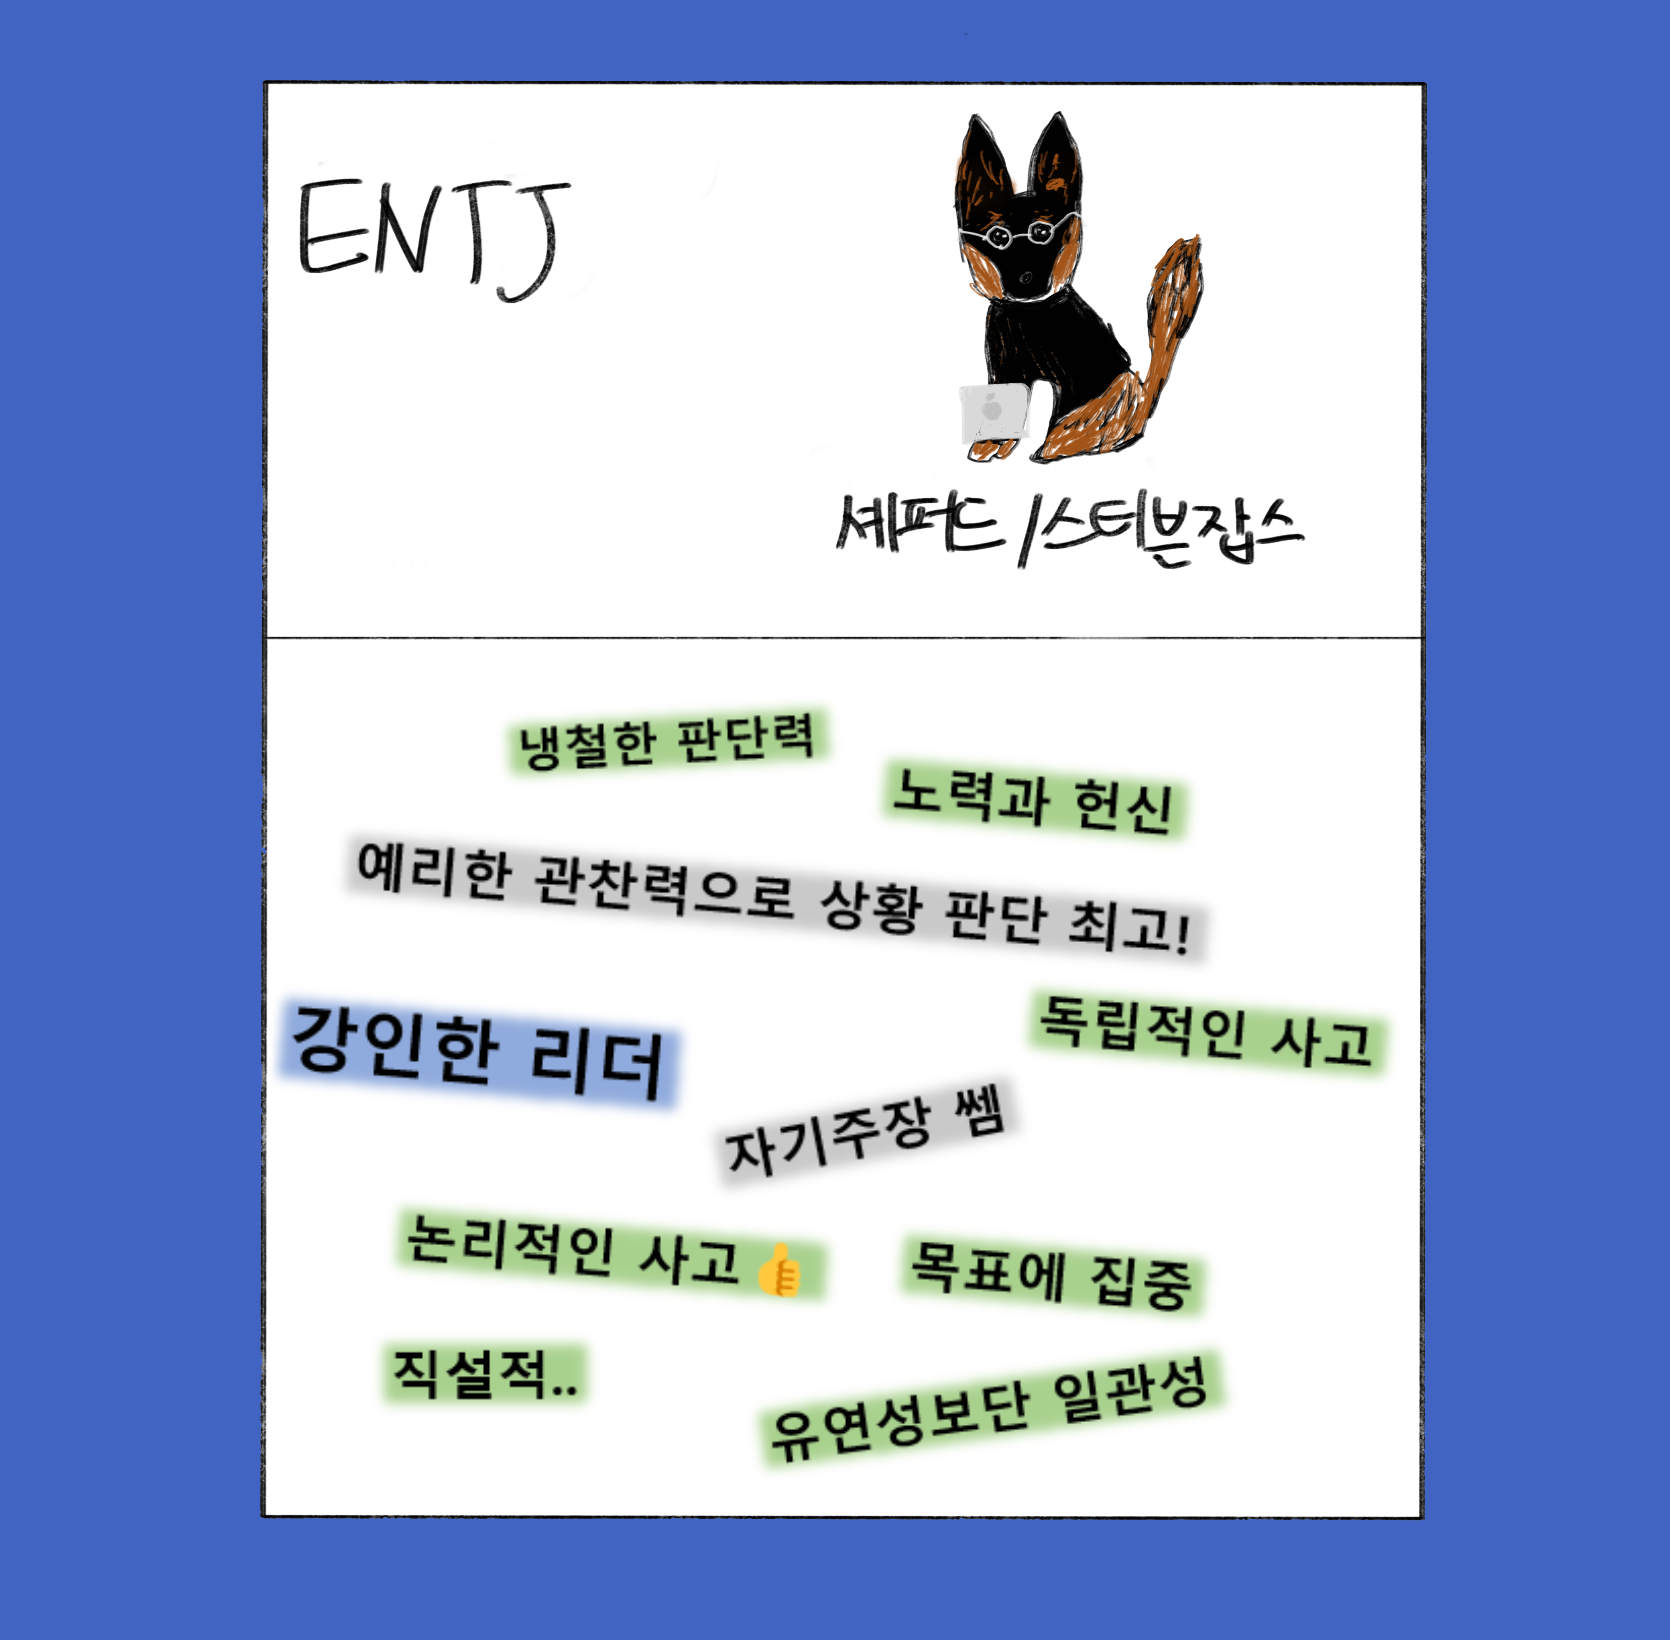 ENTJ
셰퍼드/스티븐잡스
냉철한 판단력
노력과 헌신
예리한 관찬력으로 상황 판단 최고!
독립적인 사고
강인한 리더
자기주장 쎔
논리적인 사고👍
목표에 집중
직설적..
유연성보단 일관성